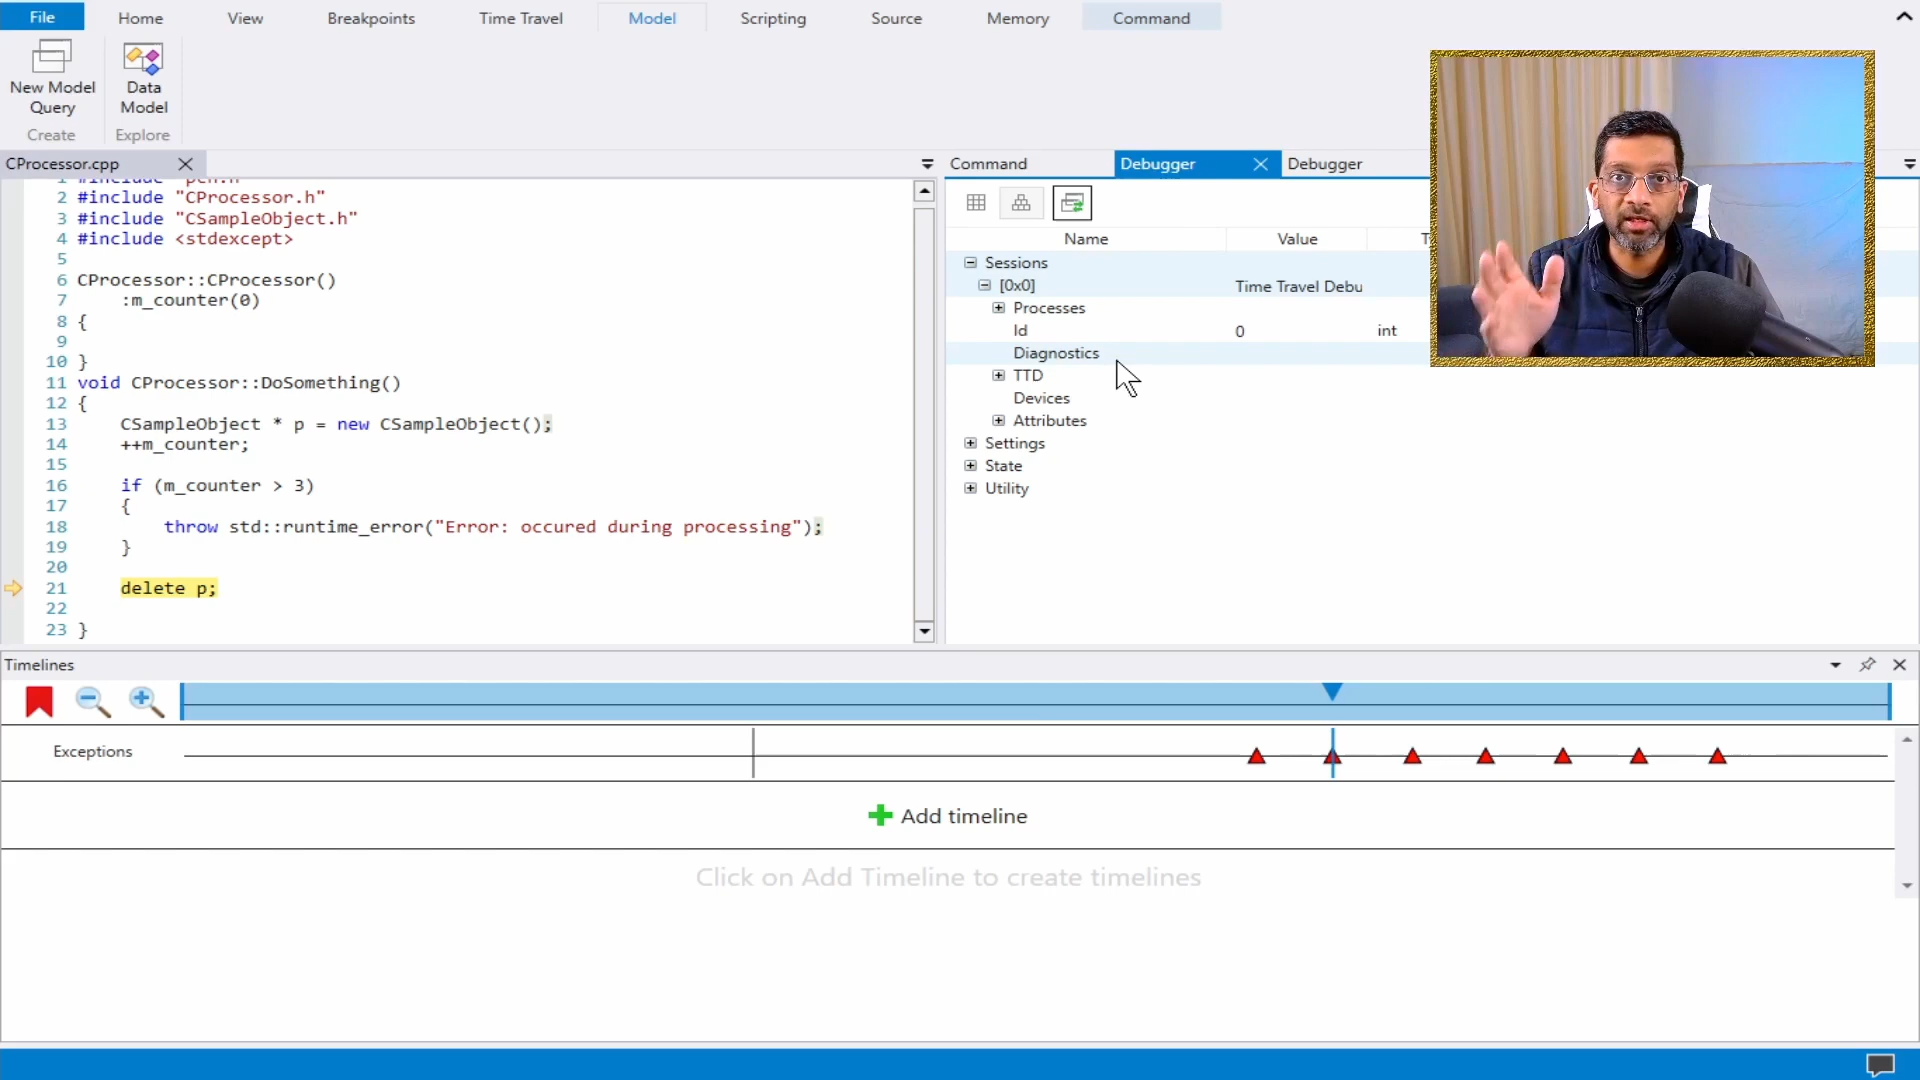 File Home View Breakpoints Time Travel Model Scripting Source Memory Command
New Model
Query
Data
Model
Create
Explore
CProcessor.cpp
2 #include "CProcessor.h"
3 #include "CSampleObject.h"
4 #include <stdexcept>
5
6 CProcessor::CProcessor()
7 :m_counter(0)
8 {
9
10 }
11 void CProcessor::DoSomething()
12 {
13 CSampleObject * p = new CSampleObject();
14 ++m_counter;
15
16 if (m_counter > 3)
17 {
18 throw std::runtime_error("Error: occured during processing");
19 }
20
21 delete p;
22
23 }
Command Debugger Debugger
Name Value
Sessions
[0x0] Time Travel Debu
Processes
Id 0 int
Diagnostics
TTD
Devices
Attributes
Settings
State
Utility
Timelines
Exceptions
Add timeline
Click on Add Timeline to create timelines